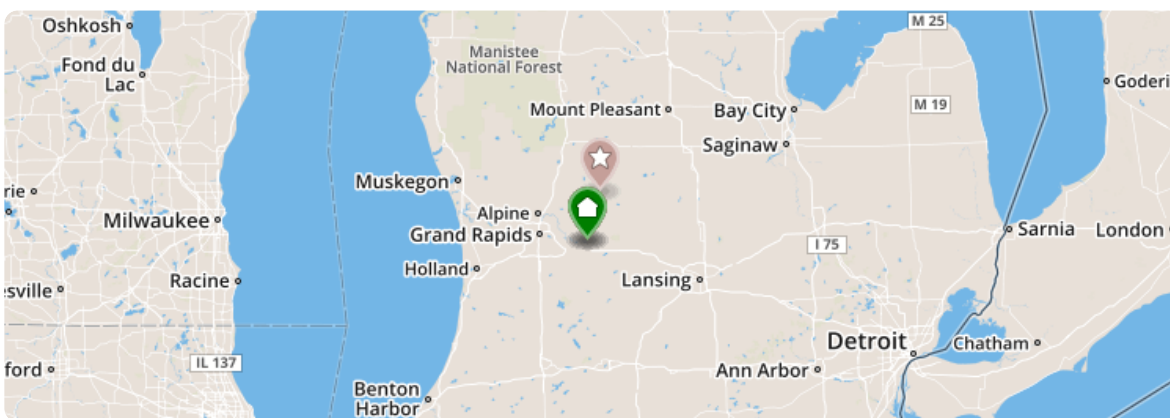 Oshkosh
M 25
Manistee
National Forest
Fond du
Lac
Goderi
M 19
Mount Pleasant
Bay City
Saginaw
Muskegon
rie
Alpine
Milwaukee
Grand Rapids
Sarnia
London
I 75
Holland
Racine
Lansing
esville
Detroit
Chatham
IL 137
ford
Ann Arbor
Benton
Harbor